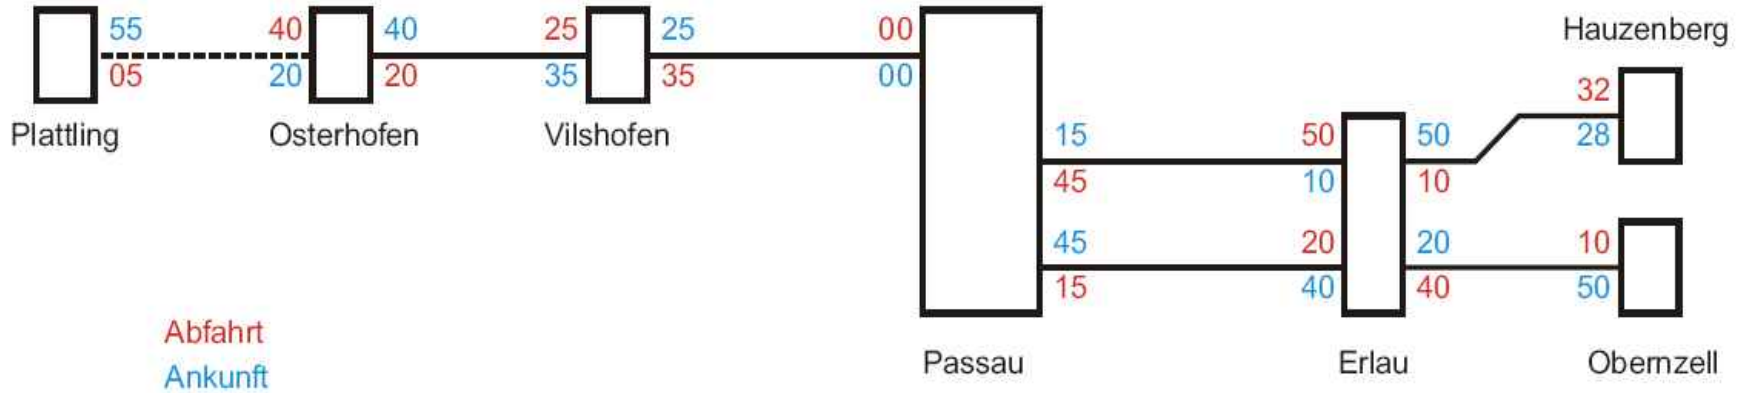 55 40 40 25 25 00
05 20 20 35 35 00
Plattling Osterhofen Vilshofen
Hauzenberg
32
28
15 50 50
45 10 10
45 20 20 10
15 40 40 50
Passau Erlau Obernzell
Abfahrt
Ankunft